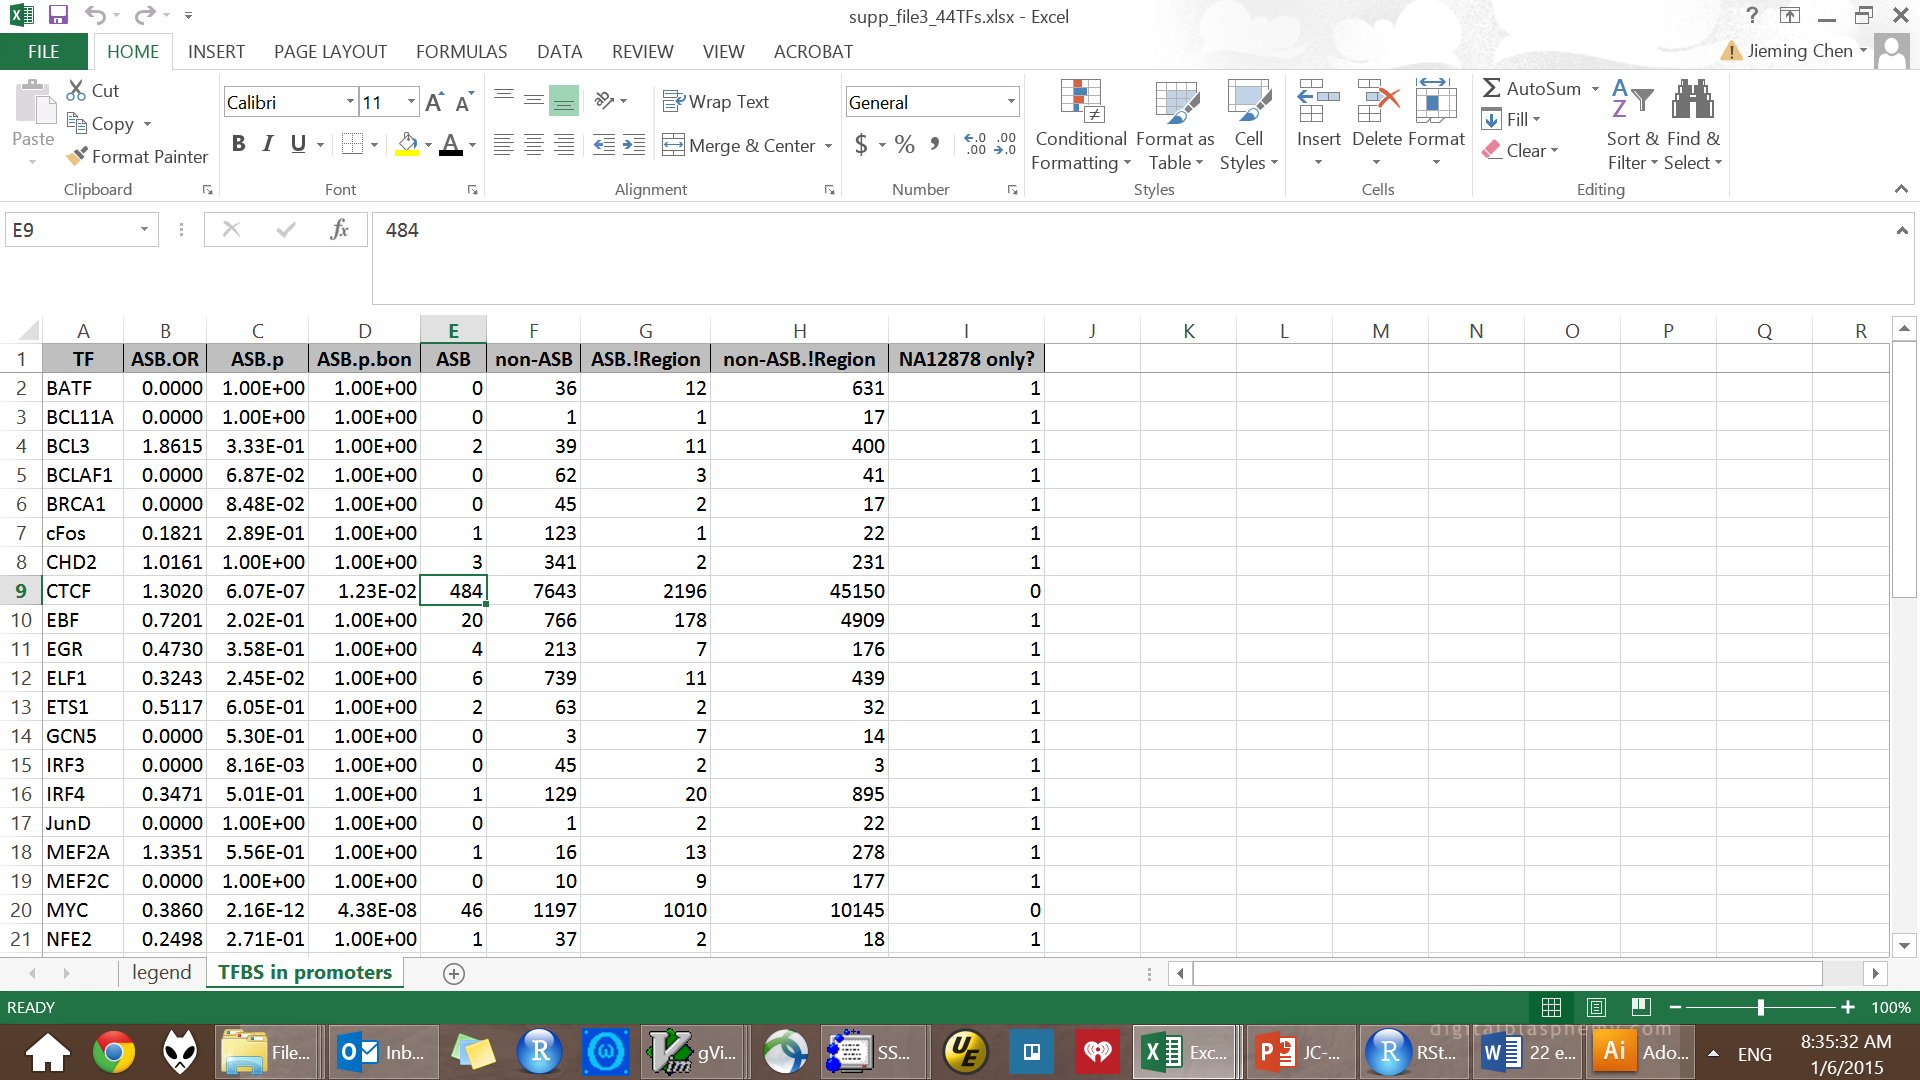 supp_file3_44TFs.xlsx - Excel
FILE HOME INSERT PAGE LAYOUT FORMULAS DATA REVIEW VIEW ACROBAT Jieming Chen
Paste
Cut
Copy
Format Painter
Clipboard
Calibri 11
B I U
Font
Wrap Text
Merge & Center
Alignment
General
$ % ,
Number
Conditional Formatting
Format as Table
Cell Styles
Styles
Insert Delete Format
Cells
AutoSum
Fill
Clear
Sort & Filter
Find & Select
Editing
E9 fx 484
A B C D E F G H I J K L M N O P Q R
1 TF ASB.OR ASB.p ASB.p.bon ASB non-ASB ASB.!Region non-ASB.!Region NA12878 only?
2 BATF 0.0000 1.00E+00 1.00E+00 0 36 12 631 1
3 BCL11A 0.0000 1.00E+00 1.00E+00 0 1 1 17 1
4 BCL3 1.8615 3.33E-01 1.00E+00 2 39 11 400 1
5 BCLAF1 0.0000 6.87E-02 1.00E+00 0 62 3 41 1
6 BRCA1 0.0000 8.48E-02 1.00E+00 0 45 2 17 1
7 cFos 0.1821 2.89E-01 1.00E+00 1 123 1 22 1
8 CHD2 1.0161 1.00E+00 1.00E+00 3 341 2 231 1
9 CTCF 1.3020 6.07E-07 1.23E-02 484 7643 2196 45150 0
10 EBF 0.7201 2.02E-01 1.00E+00 20 766 178 4909 1
11 EGR 0.4730 3.58E-01 1.00E+00 4 213 7 176 1
12 ELF1 0.3243 2.45E-02 1.00E+00 6 739 11 439 1
13 ETS1 0.5117 6.05E-01 1.00E+00 2 63 2 32 1
14 GCN5 0.0000 5.30E-01 1.00E+00 0 3 7 14 1
15 IRF3 0.0000 8.16E-03 1.00E+00 0 45 2 3 1
16 IRF4 0.3471 5.01E-01 1.00E+00 1 129 20 895 1
17 JunD 0.0000 1.00E+00 1.00E+00 0 1 2 22 1
18 MEF2A 1.3351 5.56E-01 1.00E+00 1 16 13 278 1
19 MEF2C 0.0000 1.00E+00 1.00E+00 0 10 9 177 1
20 MYC 0.3860 2.16E-12 4.38E-08 46 1197 1010 10145 0
21 NFE2 0.2498 2.71E-01 1.00E+00 1 37 2 18 1
legend TFBS in promoters
READY 100%
File... Inb... gVi... SS... Exc... JC-... RSt... 22 e... Ado... ENG
8:35:32 AM
1/6/2015